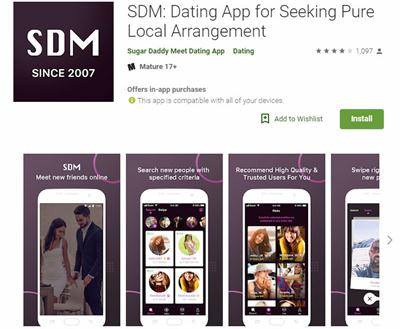 SDM
SINCE 2007
SDM: Dating App for Seeking Pure
Local Arrangement
Sugar Daddy Meet Dating App Dating
1,097
M Mature 17+
Offers in-app purchases
This app is compatible with all of your devices.
Add to Wishlist
Install
SDM
Meet new friends online
Search new people with
specified criteria
Recommend High Quality &
Trusted Users For You
Swipe righ
new p